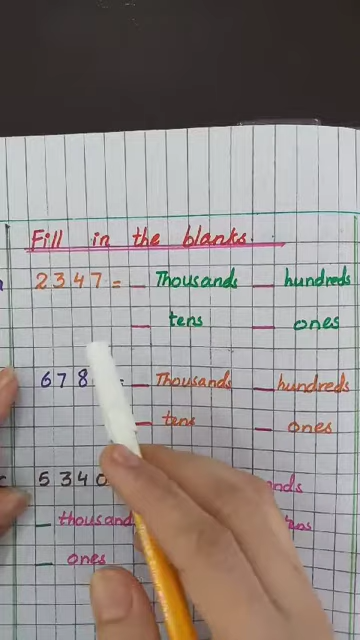 Fill in the blanks.
2347 = _ Thousands _ hundreds
_ tens _ ones
678 = _ Thousands _ hundreds
_ tens _ ones
5340
_ thousand
_ ones